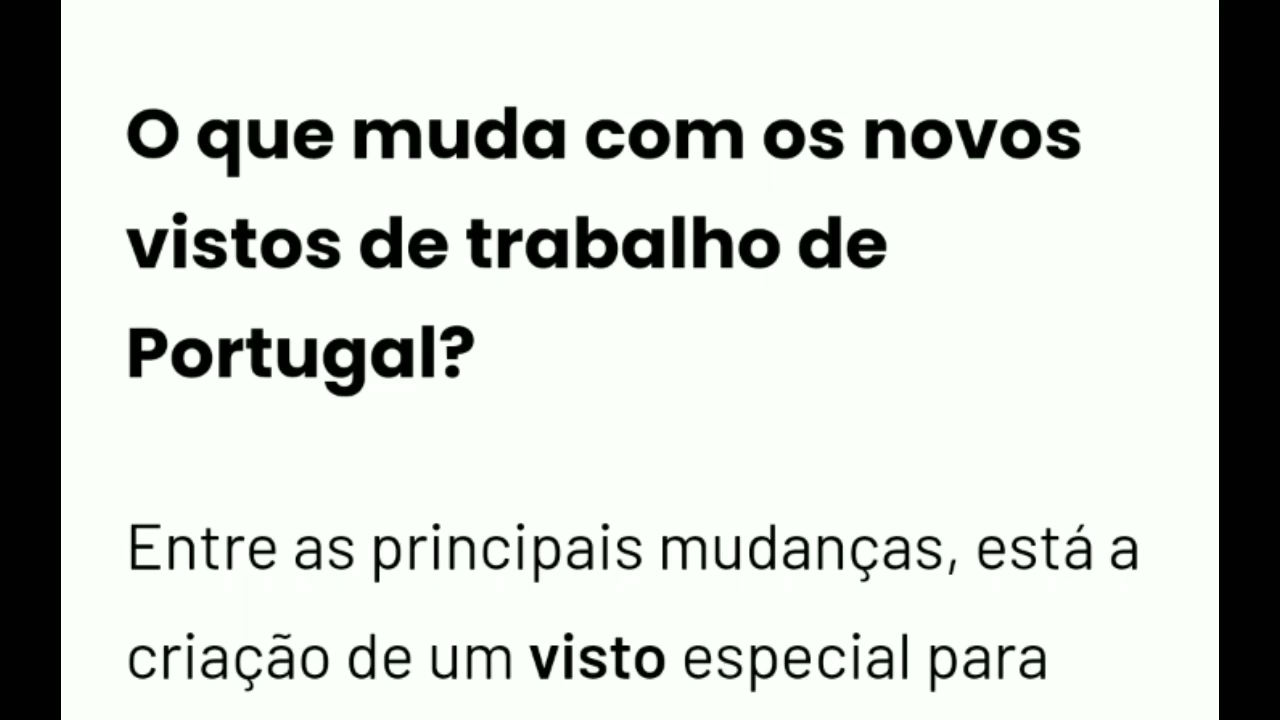 O que muda com os novos
vistos de trabalho de
Portugal?
Entre as principais mudanças, está a
criação de um visto especial para